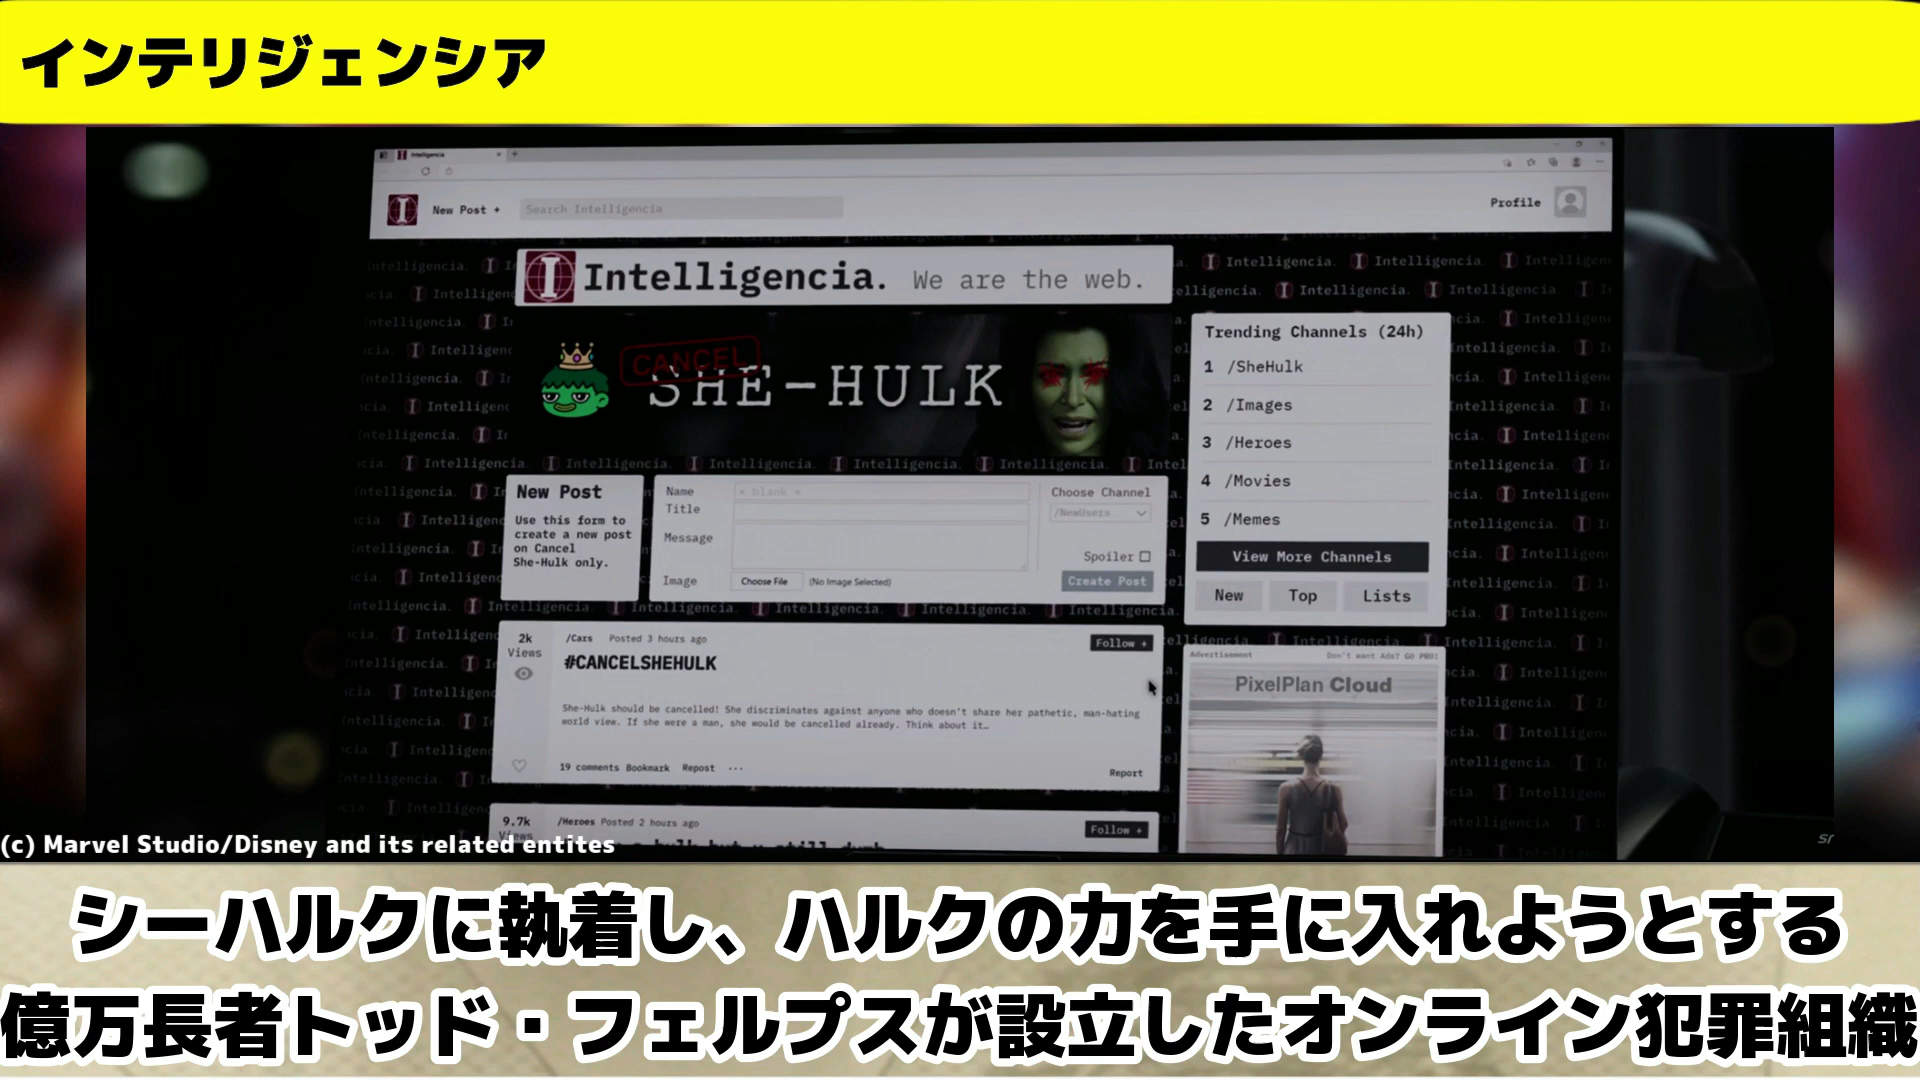 インテリジェンシア
Intelligencia
New Post +
Search Intelligencia
Profile
Intelligencia. We are the web.
CANCEL
SHE-HULK
Trending Channels (24h)
1 /SheHulk
2 /Images
3 /Heroes
4 /Movies
5 /Memes
View More Channels
New Top Lists
New Post
Use this form to
create a new post
on Cancel
She-Hulk only.
Name
* blank *
Title
Message
Image
Choose File (No Image Selected)
Choose Channel
/NewUsers
Spoiler
Create Post
2k
Views
/Cars Posted 3 hours ago
Follow +
#CANCELSHEHULK
She-Hulk should be cancelled! She discriminates against anyone who doesn't share her pathetic, man-hating
world view. If she were a man, she would be cancelled already. Think about it…
19 comments Bookmark Repost ...
Report
Advertisement Don't want Ads? GO PRO!
PixelPlan Cloud
9.7k
Views
/Heroes Posted 2 hours ago
Follow +
(c) Marvel Studio/Disney and its related entites
シーハルクに執着し、ハルクの力を手に入れようとする
億万長者トッド・フェルプスが設立したオンライン犯罪組織